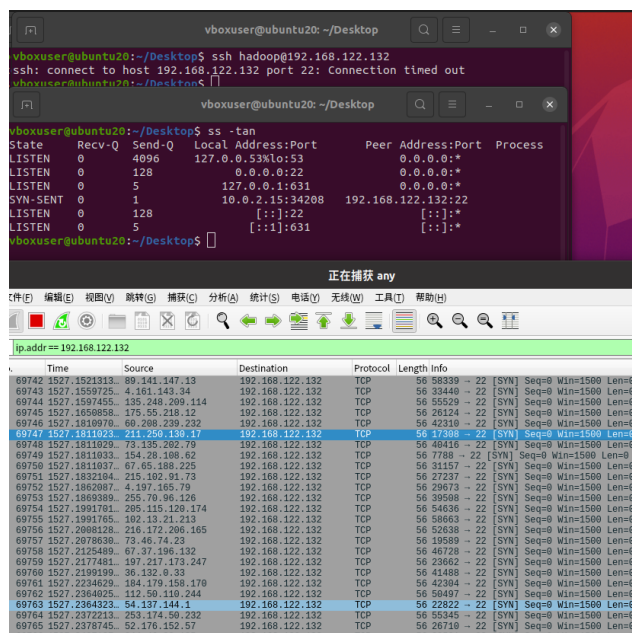 vboxuser@ubuntu20: ~/Desktop
vboxuser@ubuntu20:~/Desktop$ ssh hadoop@192.168.122.132
ssh: connect to host 192.168.122.132 port 22: Connection timed out
vboxuser@ubuntu20:~/Desktop$
vboxuser@ubuntu20: ~/Desktop
vboxuser@ubuntu20:~/Desktop$ ss -tan
State Recv-Q Send-Q Local Address:Port Peer Address:Port Process
LISTEN 0 4096 127.0.0.53%lo:53 0.0.0.0:*
LISTEN 0 128 0.0.0.0:22 0.0.0.0:*
LISTEN 0 5 127.0.0.1:631 0.0.0.0:*
SYN-SENT 0 1 10.0.2.15:34208 192.168.122.132:22
LISTEN 0 128 [::]:22 [::]:*
LISTEN 0 5 [::1]:631 [::]:*
vboxuser@ubuntu20:~/Desktop$
正在捕获 any
文件(F) 编辑(E) 视图(V) 跳转(G) 捕获(C) 分析(A) 统计(S) 电话(Y) 无线(W) 工具(T) 帮助(H)
ip.addr == 192.168.122.132
Time Source Destination Protocol Length Info
69742 1527.1521313… 89.141.147.13 192.168.122.132 TCP 56 58339 → 22 [SYN] Seq=0 Win=1500 Len=0
69743 1527.1559725… 4.161.143.34 192.168.122.132 TCP 56 33440 → 22 [SYN] Seq=0 Win=1500 Len=0
69744 1527.1597455… 135.248.209.114 192.168.122.132 TCP 56 55529 → 22 [SYN] Seq=0 Win=1500 Len=0
69745 1527.1650858… 175.55.218.12 192.168.122.132 TCP 56 26124 → 22 [SYN] Seq=0 Win=1500 Len=0
69746 1527.1810970… 60.208.239.232 192.168.122.132 TCP 56 42310 → 22 [SYN] Seq=0 Win=1500 Len=0
69747 1527.1811023… 211.250.130.17 192.168.122.132 TCP 56 17308 → 22 [SYN] Seq=0 Win=1500 Len=0
69748 1527.1811029… 73.135.202.79 192.168.122.132 TCP 56 40416 → 22 [SYN] Seq=0 Win=1500 Len=0
69749 1527.1811033… 154.28.108.62 192.168.122.132 TCP 56 7788 → 22 [SYN] Seq=0 Win=1500 Len=0
69750 1527.1811037… 67.65.188.225 192.168.122.132 TCP 56 31157 → 22 [SYN] Seq=0 Win=1500 Len=0
69751 1527.1832104… 215.102.91.73 192.168.122.132 TCP 56 27237 → 22 [SYN] Seq=0 Win=1500 Len=0
69752 1527.1862087… 4.197.165.79 192.168.122.132 TCP 56 29673 → 22 [SYN] Seq=0 Win=1500 Len=0
69753 1527.1869389… 255.70.96.126 192.168.122.132 TCP 56 39508 → 22 [SYN] Seq=0 Win=1500 Len=0
69754 1527.1991701… 205.115.120.174 192.168.122.132 TCP 56 54636 → 22 [SYN] Seq=0 Win=1500 Len=0
69755 1527.1991765… 102.13.21.213 192.168.122.132 TCP 56 58663 → 22 [SYN] Seq=0 Win=1500 Len=0
69756 1527.2008128… 216.172.206.165 192.168.122.132 TCP 56 52638 → 22 [SYN] Seq=0 Win=1500 Len=0
69757 1527.2078630… 73.46.74.23 192.168.122.132 TCP 56 19589 → 22 [SYN] Seq=0 Win=1500 Len=0
69758 1527.2125489… 67.37.196.132 192.168.122.132 TCP 56 46728 → 22 [SYN] Seq=0 Win=1500 Len=0
69759 1527.2177481… 197.217.173.247 192.168.122.132 TCP 56 23662 → 22 [SYN] Seq=0 Win=1500 Len=0
69760 1527.2199199… 36.132.0.33 192.168.122.132 TCP 56 41488 → 22 [SYN] Seq=0 Win=1500 Len=0
69761 1527.2234629… 184.179.158.170 192.168.122.132 TCP 56 42304 → 22 [SYN] Seq=0 Win=1500 Len=0
69762 1527.2364025… 112.50.110.244 192.168.122.132 TCP 56 50497 → 22 [SYN] Seq=0 Win=1500 Len=0
69763 1527.2364323… 54.137.144.1 192.168.122.132 TCP 56 22822 → 22 [SYN] Seq=0 Win=1500 Len=0
69764 1527.2372213… 253.174.50.232 192.168.122.132 TCP 56 55345 → 22 [SYN] Seq=0 Win=1500 Len=0
69765 1527.2378745… 52.176.152.57 192.168.122.132 TCP 56 26710 → 22 [SYN] Seq=0 Win=1500 Len=0